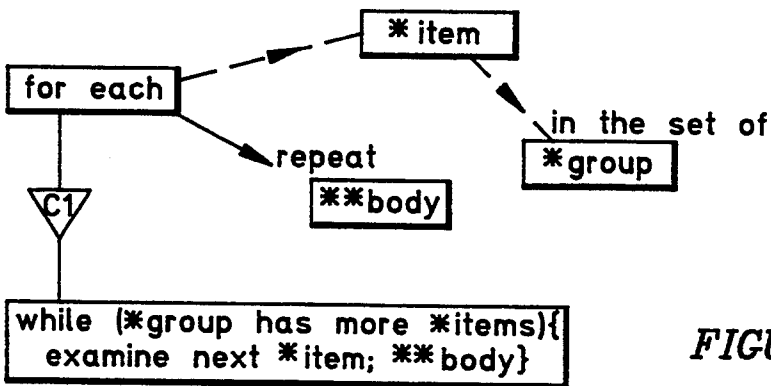 *item
for each
in the set of
*group
repeat
**body
C1
while (*group has more *items){
examine next *item; **body}